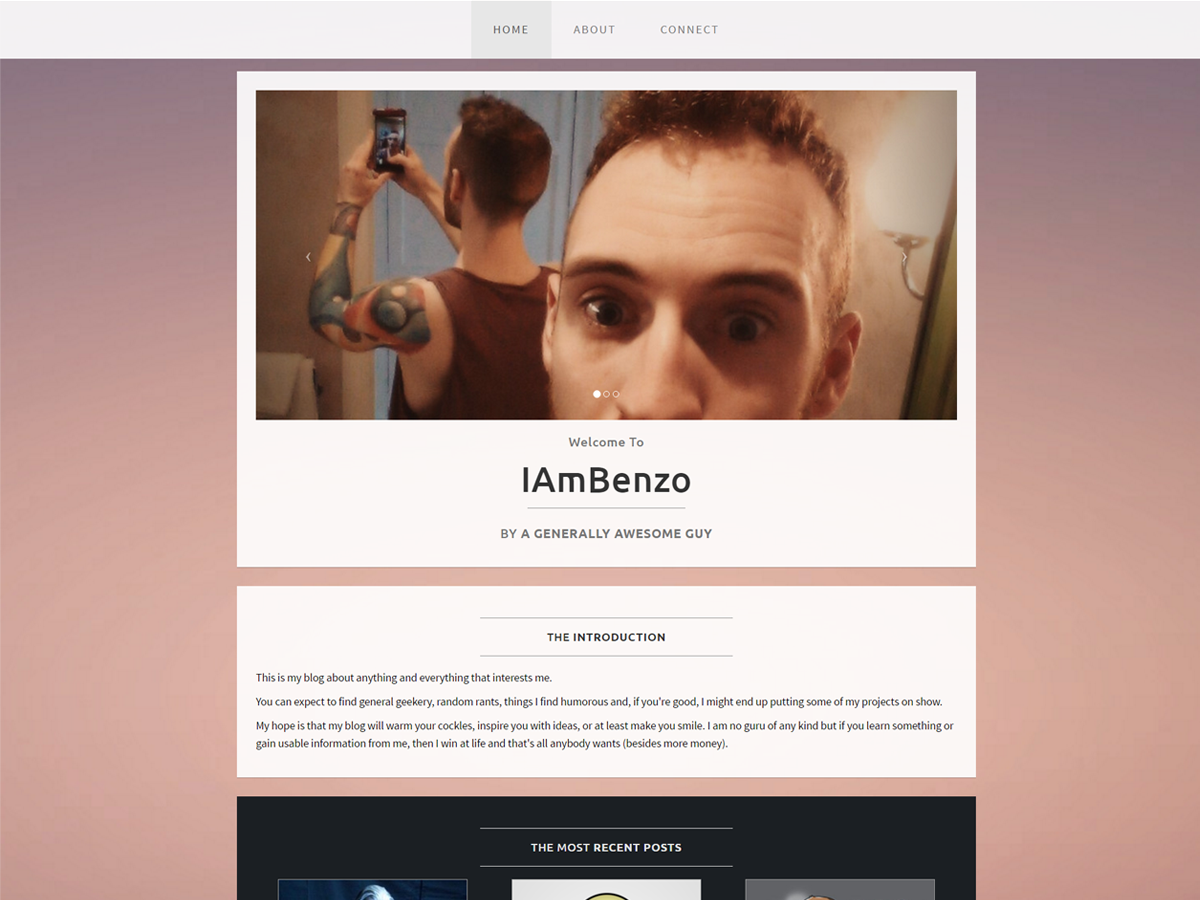 HOME ABOUT CONNECT
Welcome To
IAmBenzo
BY A GENERALLY AWESOME GUY
THE INTRODUCTION
This is my blog about anything and everything that interests me.
You can expect to find general geekery, random rants, things I find humorous and, if you're good, I might end up putting some of my projects on show.
My hope is that my blog will warm your cockles, inspire you with ideas, or at least make you smile. I am no guru of any kind but if you learn something or
gain usable information from me, then I win at life and that's all anybody wants (besides more money).
THE MOST RECENT POSTS